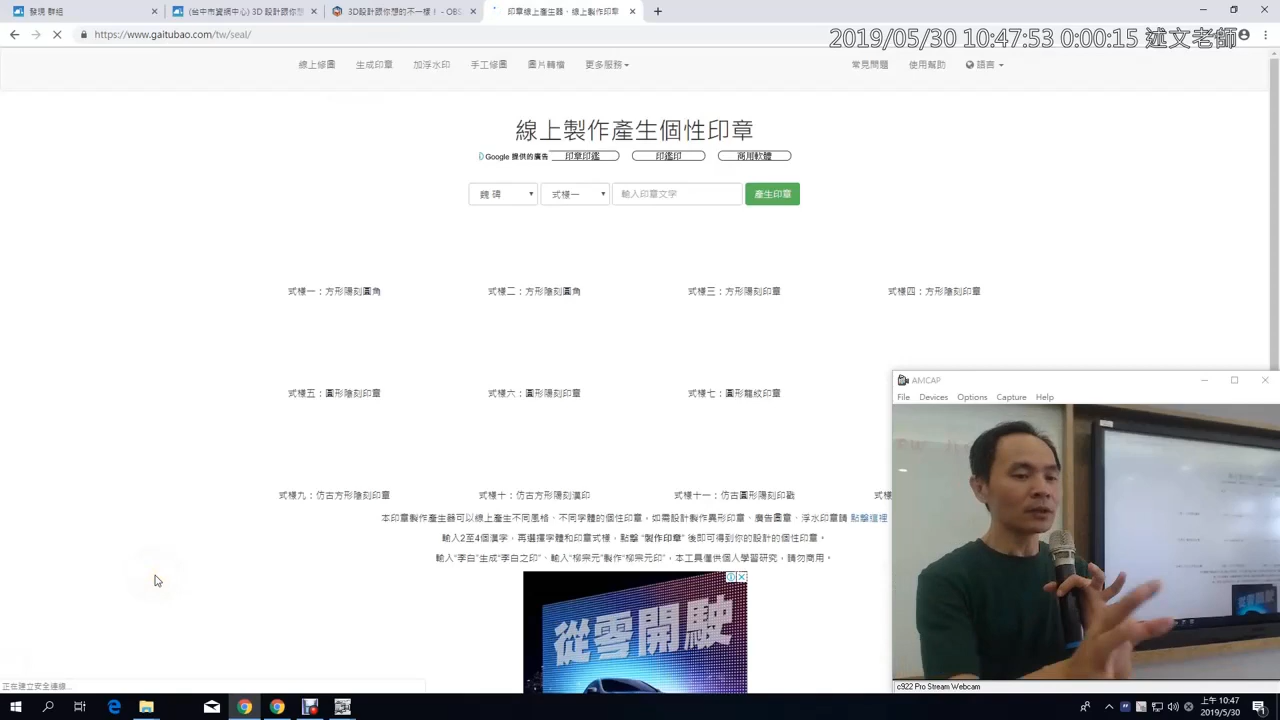 發現 群組
(台中市資網中心) 3D 設計跟你想
3D設計跟你想的不一樣！ - OBS
印章線上產生器、線上製作印章
https://www.gaitubao.com/tw/seal/
2019/05/30 10:47:53 0:00:15 述文老師
線上修圖 生成印章 加浮水印 手工修圖 圖片轉檔 更多服務 常見問題 使用幫助 語言
線上製作產生個性印章
Google 提供的廣告 印章印鑑 印鑑印 商用軟體
魏 碑 式樣一 輸入印章文字 產生印章
式樣一：方形陽刻圓角 式樣二：方形陰刻圓角 式樣三：方形陽刻印章 式樣四：方形陰刻印章
式樣五：圓形陰刻印章 式樣六：圓形陽刻印章 式樣七：圓形龍紋印章
式樣九：仿古方形陰刻印章 式樣十：仿古方形陽刻漢印 式樣十一：仿古圓形陽刻印戳 式樣
本印章製作產生器可以線上產生不同風格、不同字體的個性印章，如需設計製作異形印章、廣告圖章、浮水印章請 點擊這裡
輸入2至4個漢字，再選擇字體和印章式樣，點擊 "製作印章" 後即可得到你的設計的個性印章。
輸入"李白"生成"李白之印"、輸入"柳宗元"製作"柳宗元印"，本工具僅供個人學習研究，請勿商用。
從零開駛
AMCAP
File Devices Options Capture Help
c922 Pro Stream Webcam
正在建立安全連線...
上午 10:47
2019/5/30